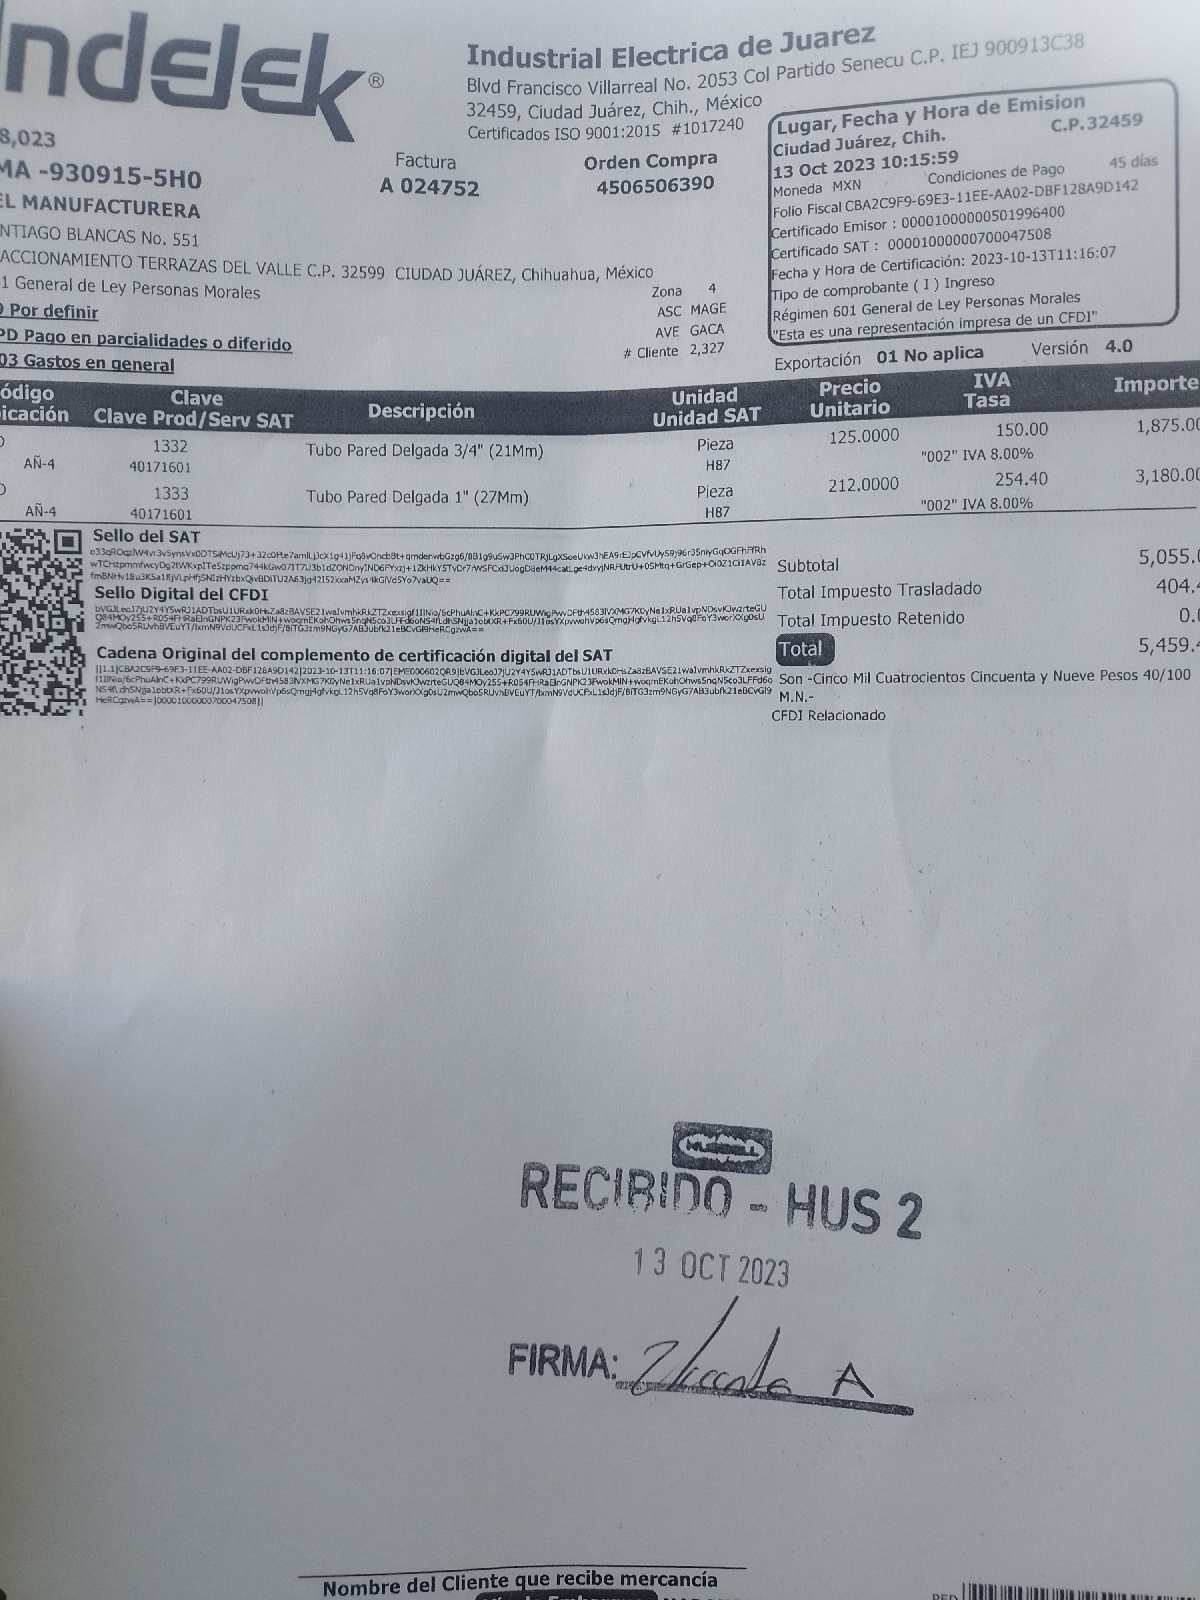 Indelek®
Industrial Electrica de Juarez
Blvd Francisco Villarreal No. 2053 Col Partido Senecu C.P. IEJ 900913C38
32459, Ciudad Juárez, Chih., México
Certificados ISO 9001:2015 #1017240
8,023
MA -930915-5H0
EL MANUFACTURERA
NTIAGO BLANCAS No. 551
ACCIONAMIENTO TERRAZAS DEL VALLE C.P. 32599 CIUDAD JUÁREZ, Chihuahua, México
1 General de Ley Personas Morales
Por definir
PD Pago en parcialidades o diferido
03 Gastos en general
Factura
A 024752
Orden Compra
4506506390
Zona 4
ASC MAGE
AVE GACA
# Cliente 2,327
Lugar, Fecha y Hora de Emision
Ciudad Juárez, Chih. C.P.32459
13 Oct 2023 10:15:59
Moneda MXN Condiciones de Pago 45 días
Folio Fiscal CBA2C9F9-69E3-11EE-AA02-DBF128A9D142
Certificado Emisor : 00001000000501996400
Certificado SAT : 00001000000700047508
Fecha y Hora de Certificación: 2023-10-13T11:16:07
Tipo de comprobante ( I ) Ingreso
Régimen 601 General de Ley Personas Morales
"Esta es una representación impresa de un CFDI"
Exportación 01 No aplica Versión 4.0
ódigo Clave Descripción Unidad Precio IVA Importe
icación Clave Prod/Serv SAT Unidad SAT Unitario Tasa
1332 Tubo Pared Delgada 3/4" (21Mm) Pieza 125.0000 150.00 1,875.00
AÑ-4 40171601 H87 "002" IVA 8.00%
1333 Tubo Pared Delgada 1" (27Mm) Pieza 212.0000 254.40 3,180.00
AÑ-4 40171601 H87 "002" IVA 8.00%
Sello del SAT
Sello Digital del CFDI
Cadena Original del complemento de certificación digital del SAT
Subtotal 5,055.0
Total Impuesto Trasladado 404.4
Total Impuesto Retenido 0.0
Total 5,459.4
Son -Cinco Mil Cuatrocientos Cincuenta y Nueve Pesos 40/100
M.N.-
CFDI Relacionado
RECIBIDO - HUS 2
13 OCT 2023
FIRMA: A
Nombre del Cliente que recibe mercancía